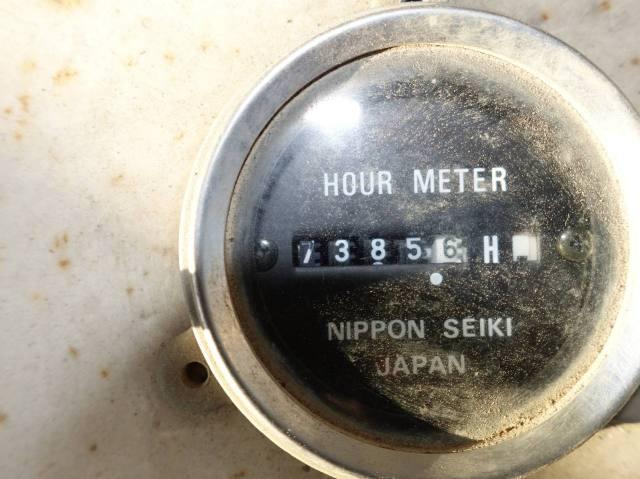 HOUR METER
73856 H
NIPPON SEIKI
JAPAN